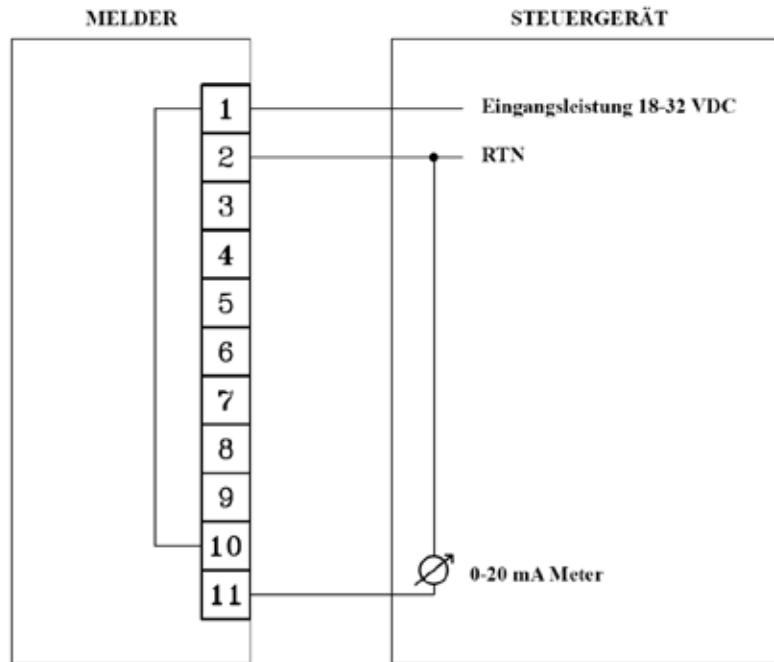 MELDER
STEUERGERÄT
1
Eingangsleistung 18-32 VDC
2
RTN
3
4
5
6
7
8
9
10
0-20 mA Meter
11